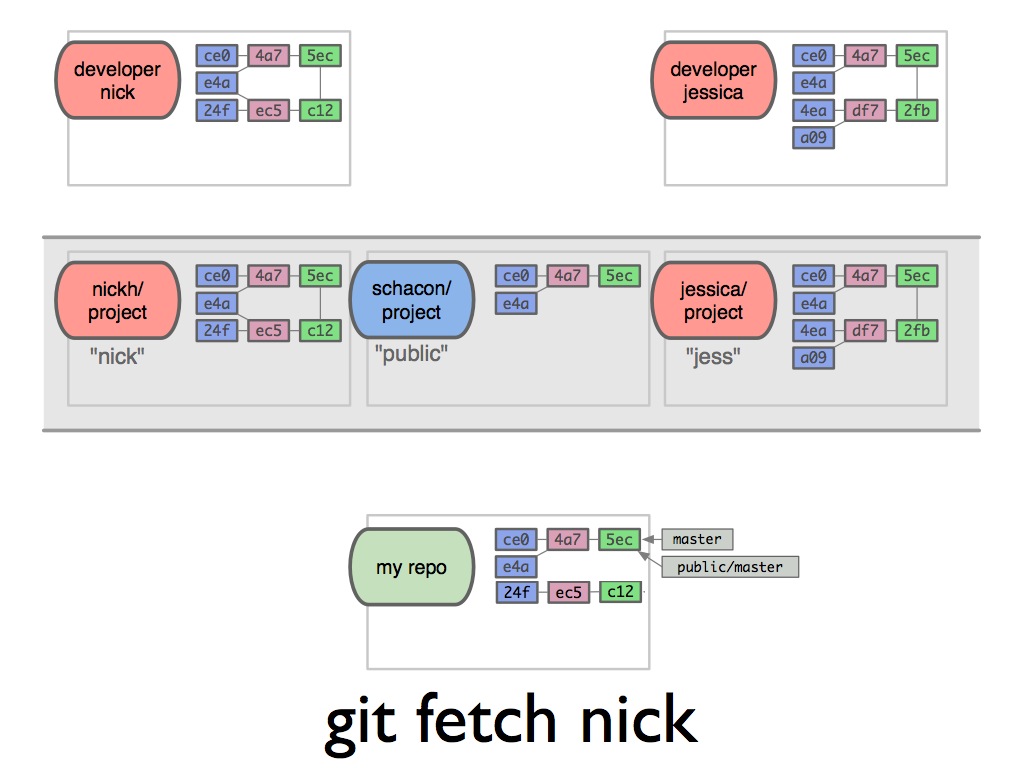 developer
nick
ce0 4a7 5ec
e4a
24f ec5 c12
developer
jessica
ce0 4a7 5ec
e4a
4ea df7 2fb
a09
nickh/
project
"nick"
ce0 4a7 5ec
e4a
24f ec5 c12
schacon/
project
"public"
ce0 4a7 5ec
e4a
jessica/
project
"jess"
ce0 4a7 5ec
e4a
4ea df7 2fb
a09
my repo
ce0 4a7 5ec
e4a
24f ec5 c12
master
public/master
git fetch nick